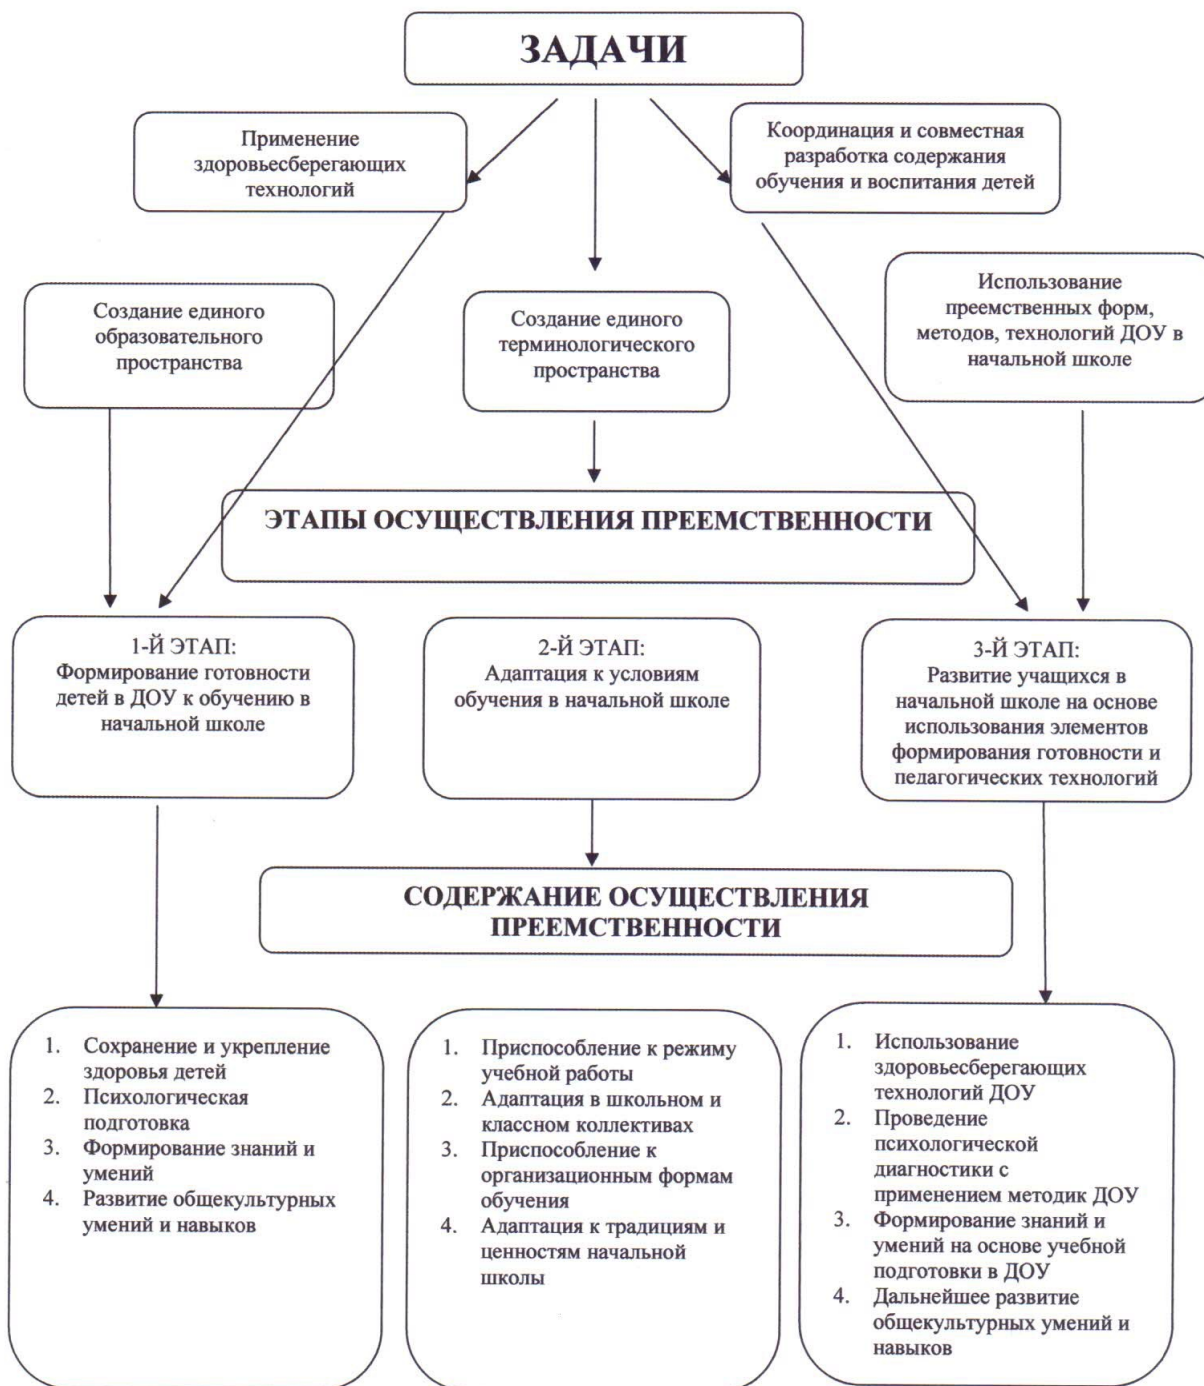 ЗАДАЧИ
Применение
здоровьесберегающих
технологий
Координация и совместная
разработка содержания
обучения и воспитания детей
Создание единого
образовательного
пространства
Создание единого
терминологического
пространства
Использование
преемственных форм,
методов, технологий ДОУ в
начальной школе
ЭТАПЫ ОСУЩЕСТВЛЕНИЯ ПРЕЕМСТВЕННОСТИ
1-Й ЭТАП:
Формирование готовности
детей в ДОУ к обучению в
начальной школе
2-Й ЭТАП:
Адаптация к условиям
обучения в начальной школе
3-Й ЭТАП:
Развитие учащихся в
начальной школе на основе
использования элементов
формирования готовности и
педагогических технологий
СОДЕРЖАНИЕ ОСУЩЕСТВЛЕНИЯ
ПРЕЕМСТВЕННОСТИ
1. Сохранение и укрепление
здоровья детей
2. Психологическая
подготовка
3. Формирование знаний и
умений
4. Развитие общекультурных
умений и навыков
1. Приспособление к режиму
учебной работы
2. Адаптация в школьном и
классном коллективах
3. Приспособление к
организационным формам
обучения
4. Адаптация к традициям и
ценностям начальной
школы
1. Использование
здоровьесберегающих
технологий ДОУ
2. Проведение
психологической
диагностики с
применением методик ДОУ
3. Формирование знаний и
умений на основе учебной
подготовки в ДОУ
4. Дальнейшее развитие
общекультурных умений и
навыков